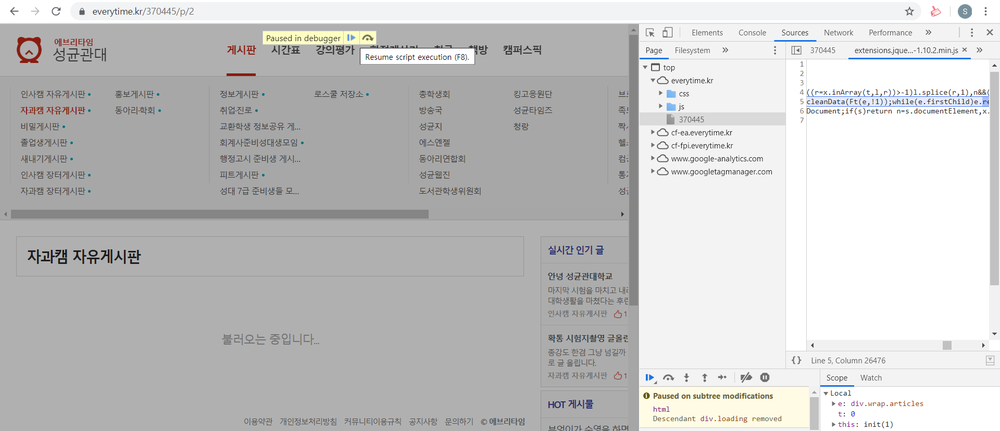 everytime.kr/370445/p/2
S
에브리타임
성균관대
Paused in debugger
게시판 시간표 강의평가 책방 캠퍼스픽
Resume script execution (F8).
인사캠 자유게시판
자과캠 자유게시판
비밀게시판
졸업생게시판
새내기게시판
인사캠 장터게시판
자과캠 장터게시판
홍보게시판
동아리·학회
정보게시판
취업·진로
교환학생 정보공유 게...
회계사준비성대생모임
행정고시 준비생 게시...
피트게시판
성대 7급 준비생들 모...
로스쿨 저장소
총학생회
방송국
성균지
에스엔젤
동아리연합회
성균웹진
도서관학생위원회
킹고응원단
성균타임즈
청랑
자과캠 자유게시판
불러오는 중입니다...
실시간 인기 글
안녕 성균관대학교
마지막 시험을 마치고 내려
대학생활을 마쳤다는 후련
인사캠 자유게시판 1
확통 시험지촬영 글올린
종강도 한겸 그냥 넘길까
로 글 올립니다.
자과캠 자유게시판 1
HOT 게시물
부엉이가 수영을 하면
이용약관 개인정보처리방침 커뮤니티이용규칙 공지사항 문의하기 © 에브리타임
Elements Console Sources Network Performance »
Page Filesystem »
top
everytime.kr
css
js
370445
cf-ea.everytime.kr
cf-fpi.everytime.kr
www.google-analytics.com
www.googletagmanager.com
370445 extensions.jque...-1.10.2.min.js »
1
2
3
4 ((r=x.inArray(t,l,r))>-1)l.splice(r,1),n&&(
5 cleanData(Ft(e,!1));while(e.firstChild)e.re
6 Document;if(s)return n=s.documentElement,x.
7
{} Line 5, Column 26476
Paused on subtree modifications
html
Descendant div.loading removed
Scope Watch
Local
e: div.wrap.articles
t: 0
this: init(1)